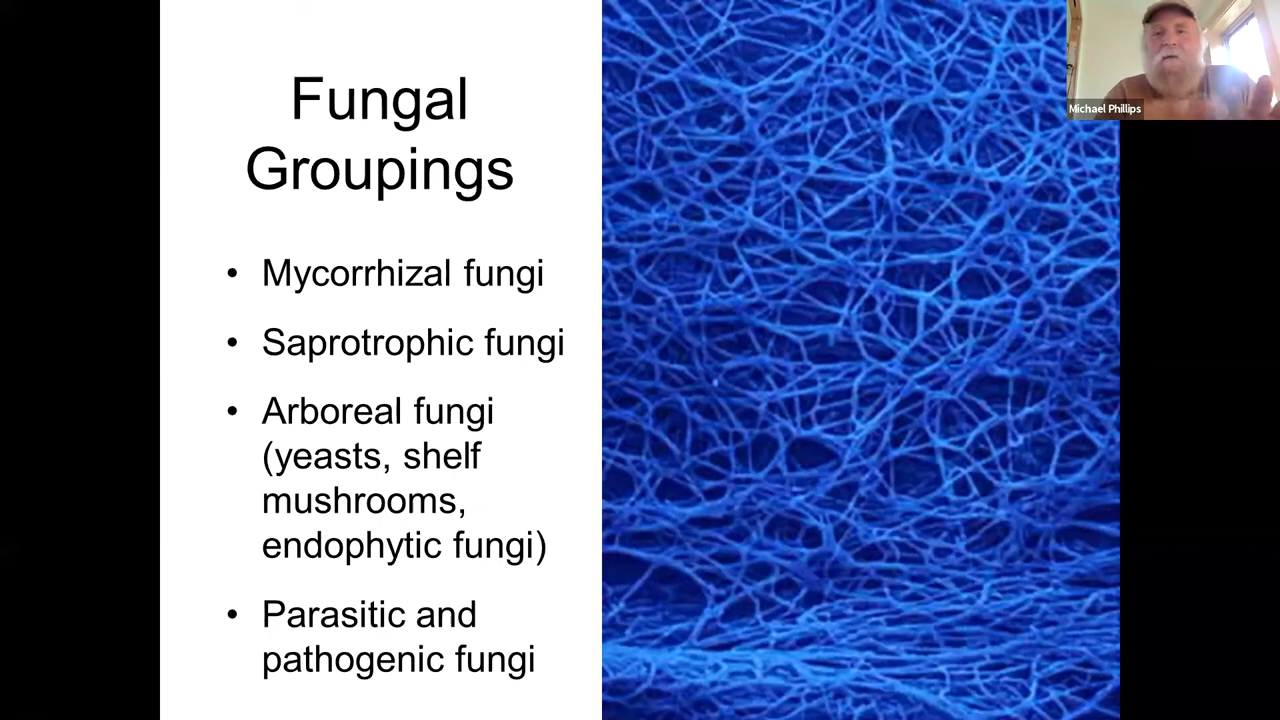 Fungal
Groupings
• Mycorrhizal fungi
• Saprotrophic fungi
• Arboreal fungi
(yeasts, shelf
mushrooms,
endophytic fungi)
• Parasitic and
pathogenic fungi
Michael Phillips